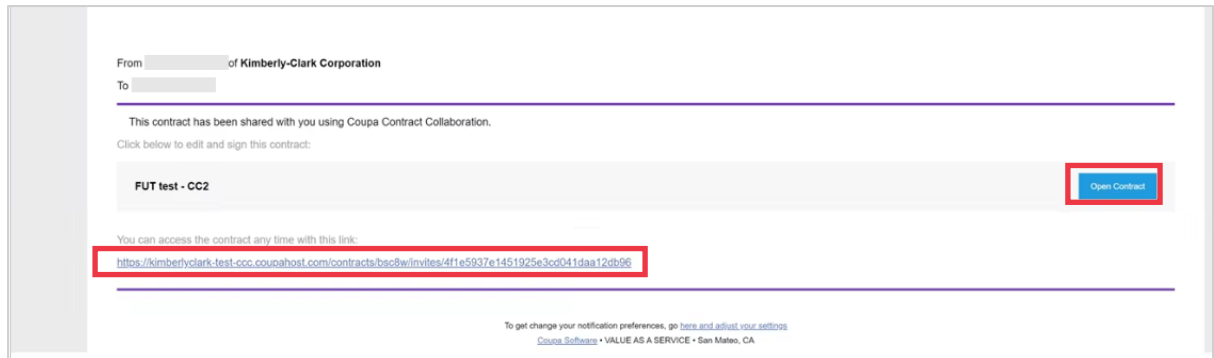 From of Kimberly-Clark Corporation
To
This contract has been shared with you using Coupa Contract Collaboration.
Click below to edit and sign this contract:
FUT test - CC2
Open Contract
You can access the contract any time with this link:
https://kimberlyclark-test-ccc.coupahost.com/contracts/bsc8w/invites/4f1e5937e1451925e3cd041daa12db96
To get change your notification preferences, go here and adjust your settings
Coupa Software • VALUE AS A SERVICE • San Mateo, CA